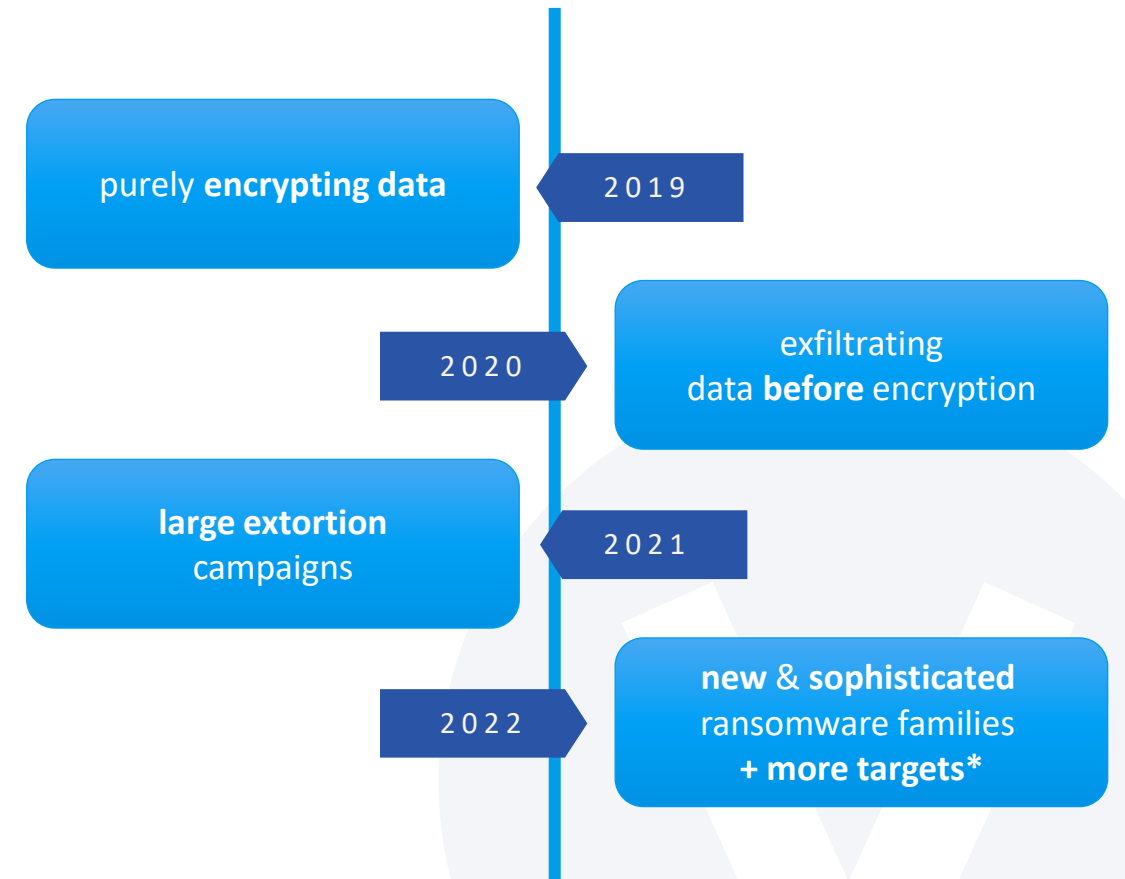 purely encrypting data
2019
2020
exfiltrating
data before encryption
large extortion
campaigns
2021
2022
new & sophisticated
ransomware families
+ more targets*